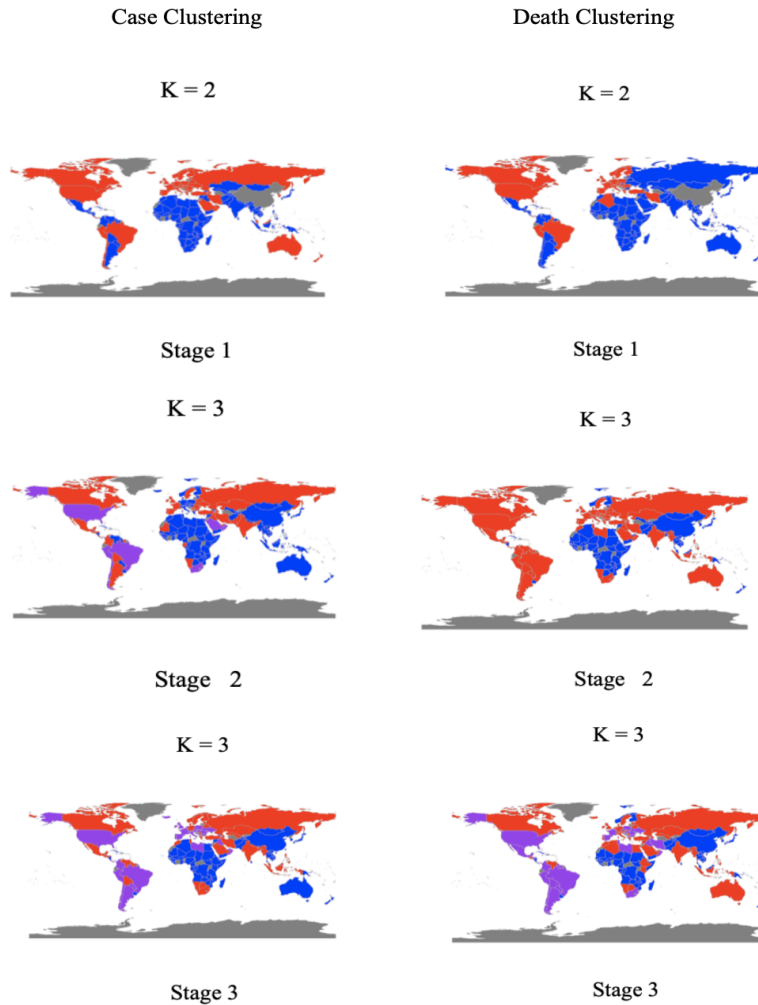 Case Clustering
Death Clustering
K = 2
K = 2
Stage 1
Stage 1
K = 3
K = 3
Stage 2
Stage 2
K = 3
K = 3
Stage 3
Stage 3